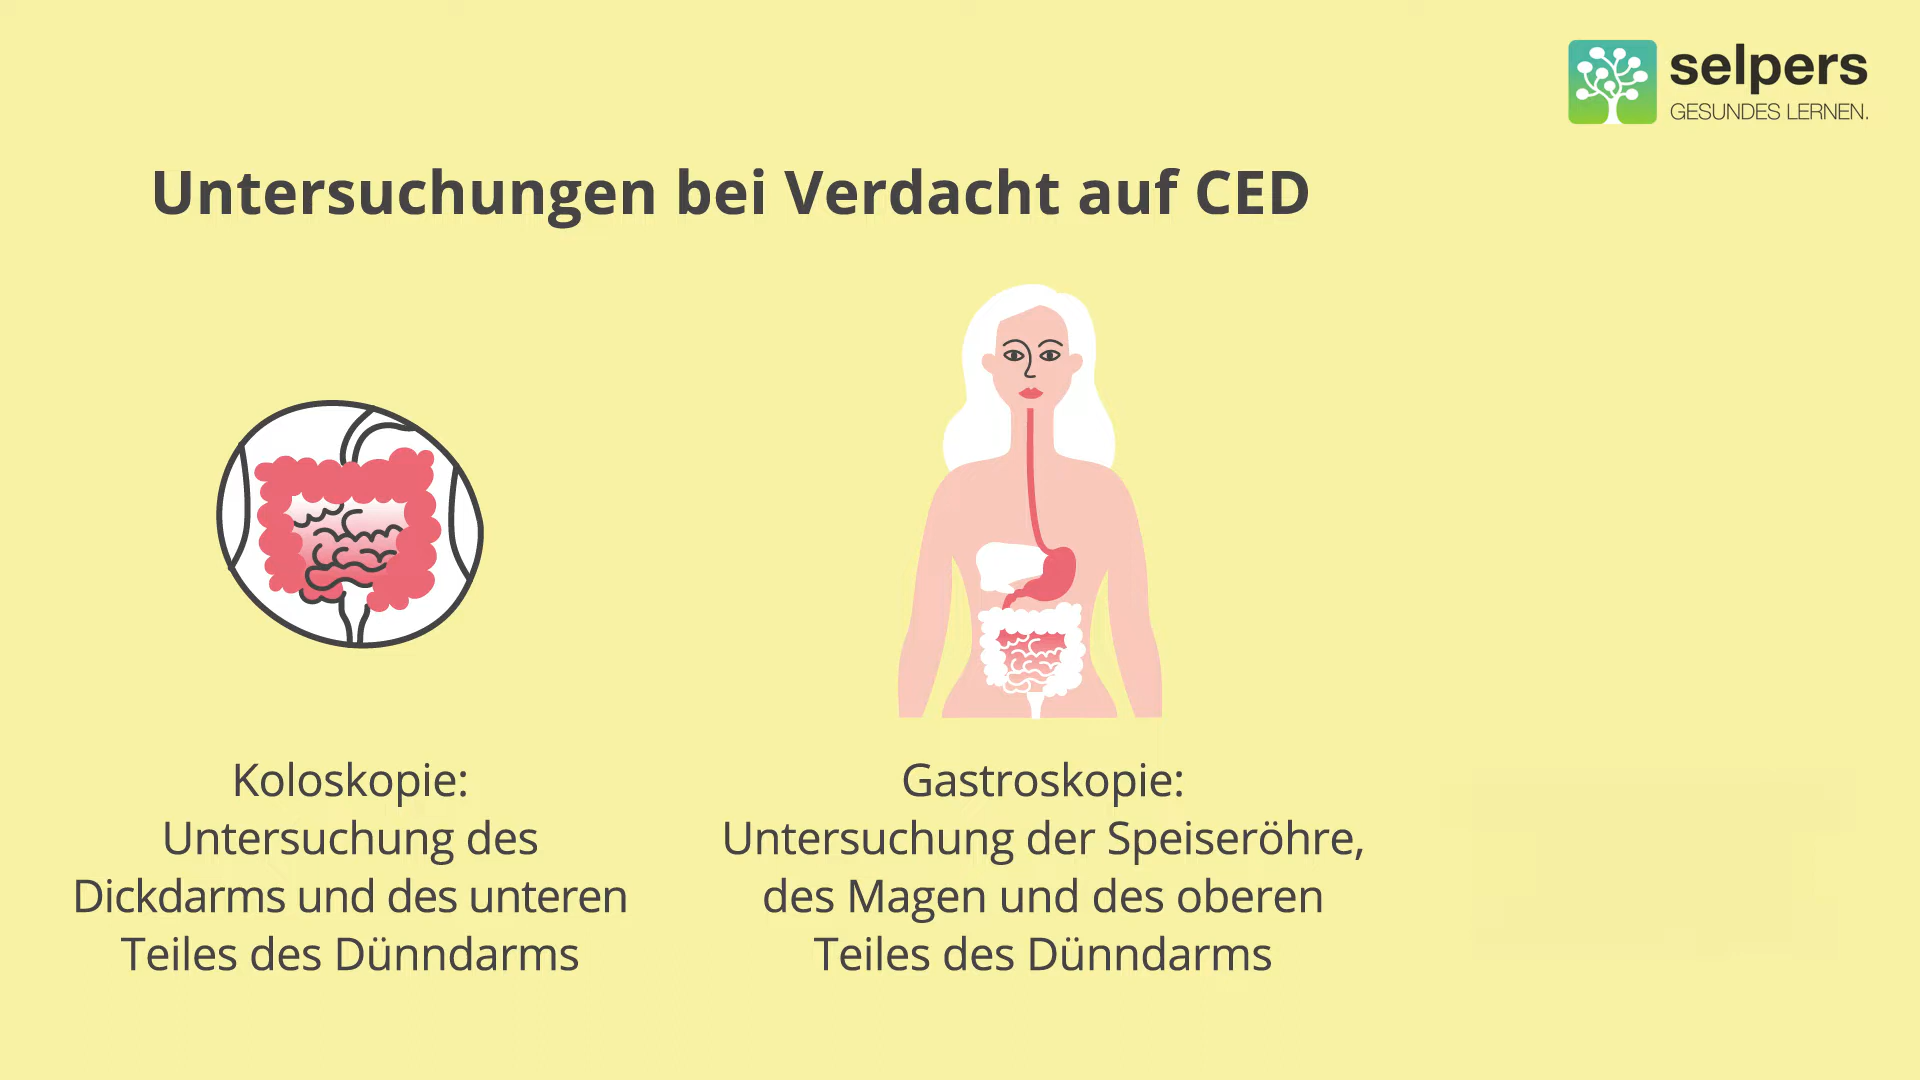 selpers
GESUNDES LERNEN.
Untersuchungen bei Verdacht auf CED
Koloskopie:
Untersuchung des
Dickdarms und des unteren
Teiles des Dünndarms
Gastroskopie:
Untersuchung der Speiseröhre,
des Magen und des oberen
Teiles des Dünndarms